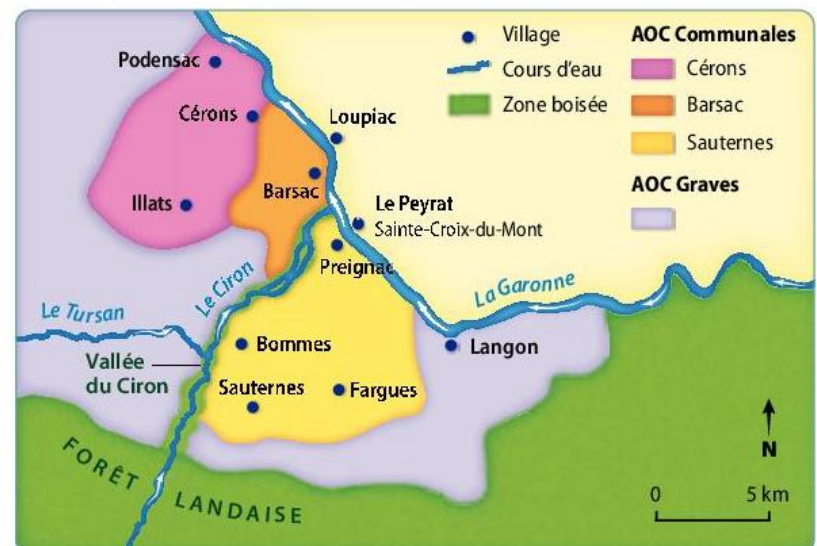 Podensac
Cérons
Illats
Barsac
Loupiac
Le Peyrat
Sainte-Croix-du-Mont
Preignac
Le Ciron
La Garonne
Le Tursan
Vallée
du Ciron
Bommes
Sauternes
Fargues
Langon
FORÊT LANDAISE
Village
Cours d'eau
Zone boisée
AOC Communales
Cérons
Barsac
Sauternes
AOC Graves
N
0 5 km